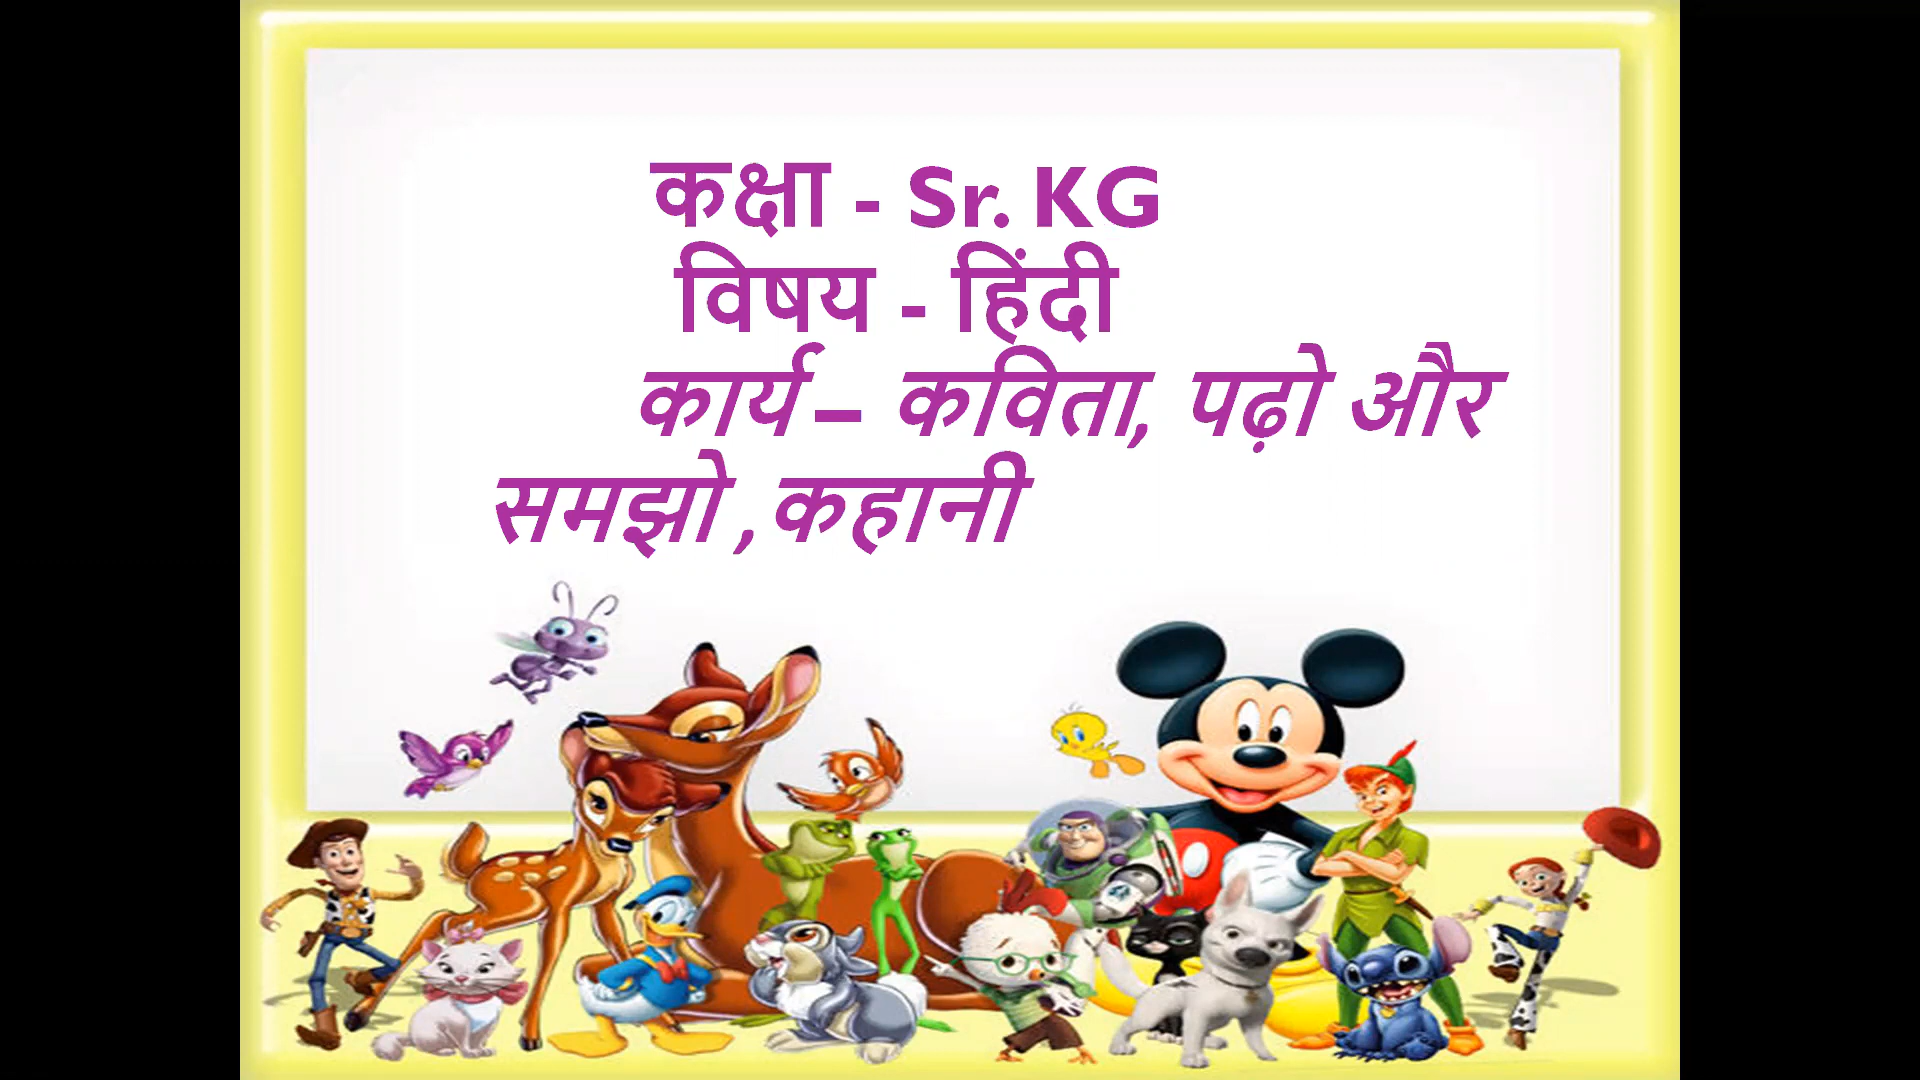 कक्षा - Sr. KG
विषय - हिंदी
कार्य – कविता, पढ़ो और
समझो ,कहानी